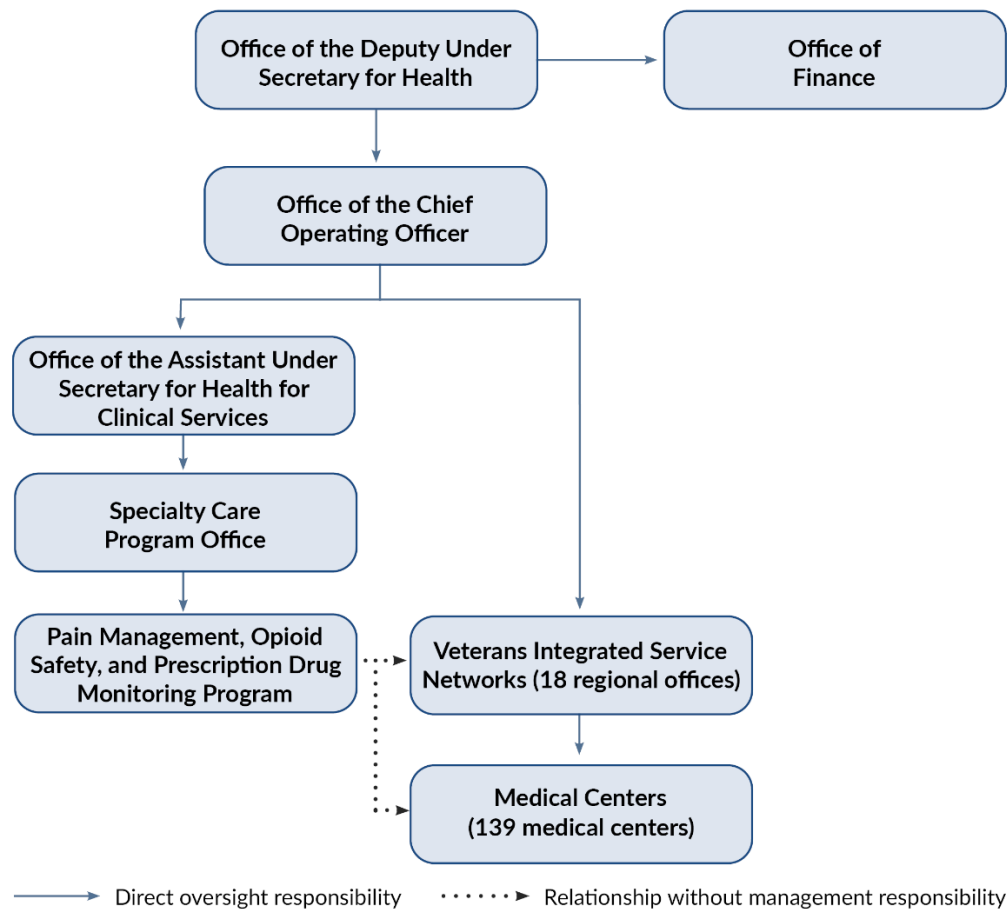 Office of the Deputy Under
Secretary for Health
Office of
Finance
Office of the Chief
Operating Officer
Office of the Assistant Under
Secretary for Health for
Clinical Services
Specialty Care
Program Office
Pain Management, Opioid
Safety, and Prescription Drug
Monitoring Program
Veterans Integrated Service
Networks (18 regional offices)
Medical Centers
(139 medical centers)
Direct oversight responsibility
Relationship without management responsibility